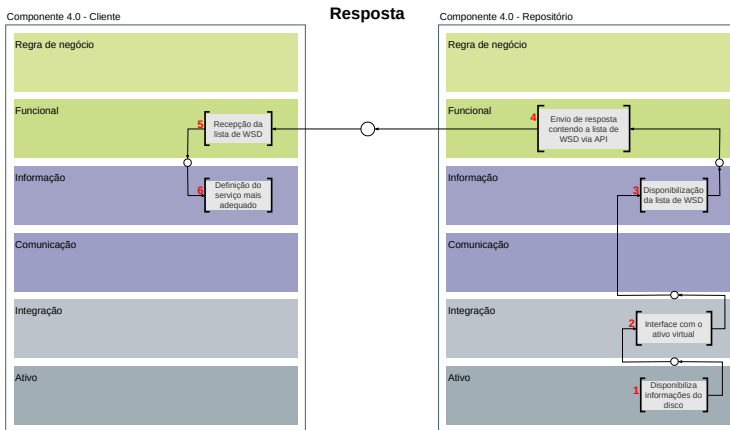 Resposta
Componente 4.0 - Cliente
Regra de negócio
Funcional
5
Recepção da
lista de WSD
Informação
6
Definição do
serviço mais
adequado
Comunicação
Integração
Ativo
Componente 4.0 - Repositório
Regra de negócio
Funcional
4
Envio de resposta
contendo a lista de
WSD via API
Informação
3
Disponibilização
da lista de WSD
Comunicação
Integração
2
Interface com o
ativo virtual
Ativo
1
Disponibiliza
informações do
disco